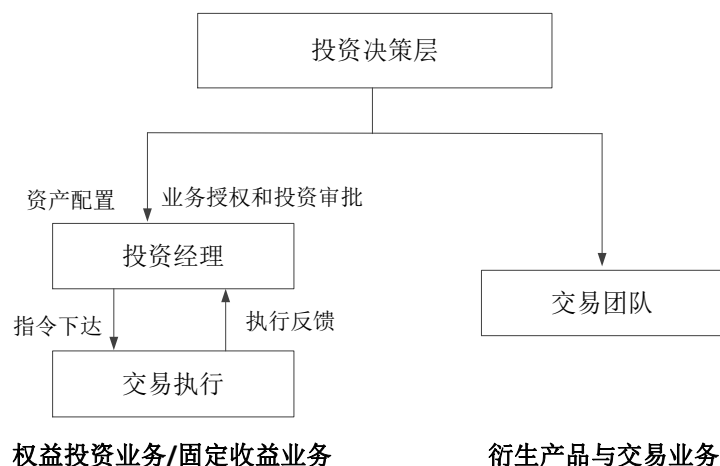 投资决策层
资产配置
业务授权和投资审批
投资经理
交易团队
指令下达
执行反馈
交易执行
权益投资业务/固定收益业务
衍生产品与交易业务